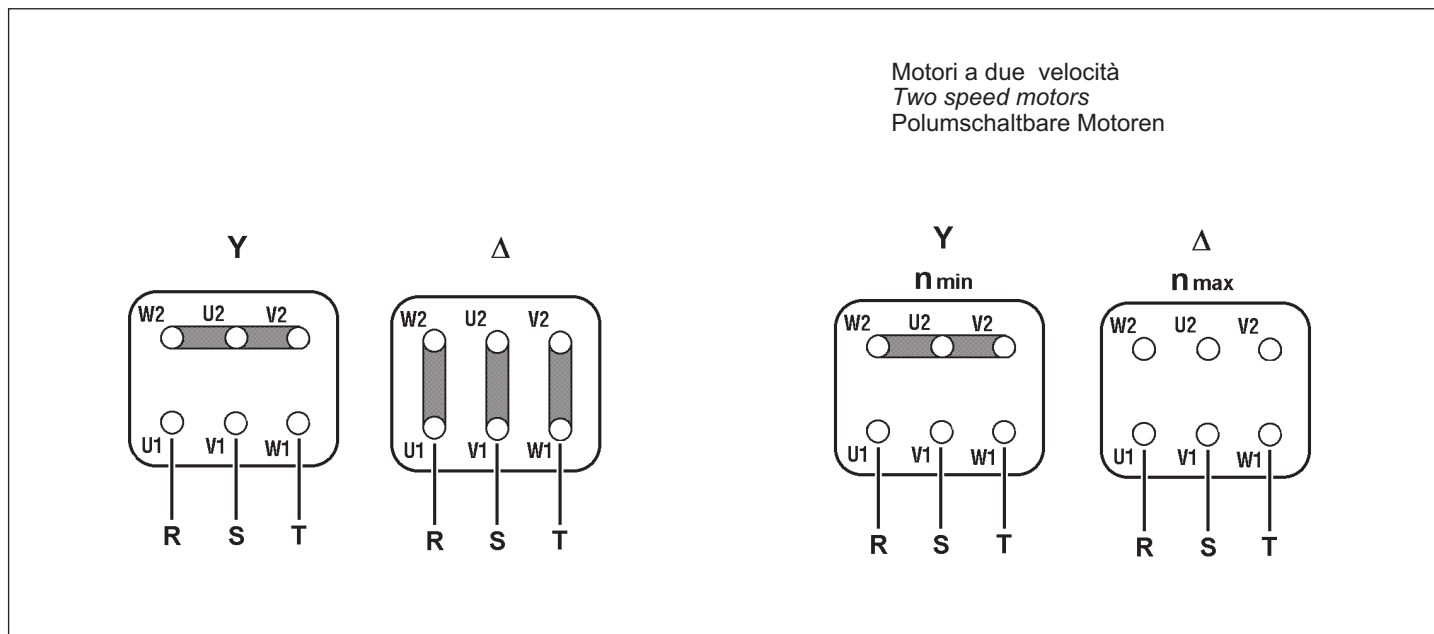 Motori a due velocità
Two speed motors
Polumschaltbare Motoren
Y
Δ
W2 U2 V2
U1 V1 W1
R S T
W2 U2 V2
U1 V1 W1
R S T
Y
n min
Δ
n max
W2 U2 V2
U1 V1 W1
R S T
W2 U2 V2
U1 V1 W1
R S T